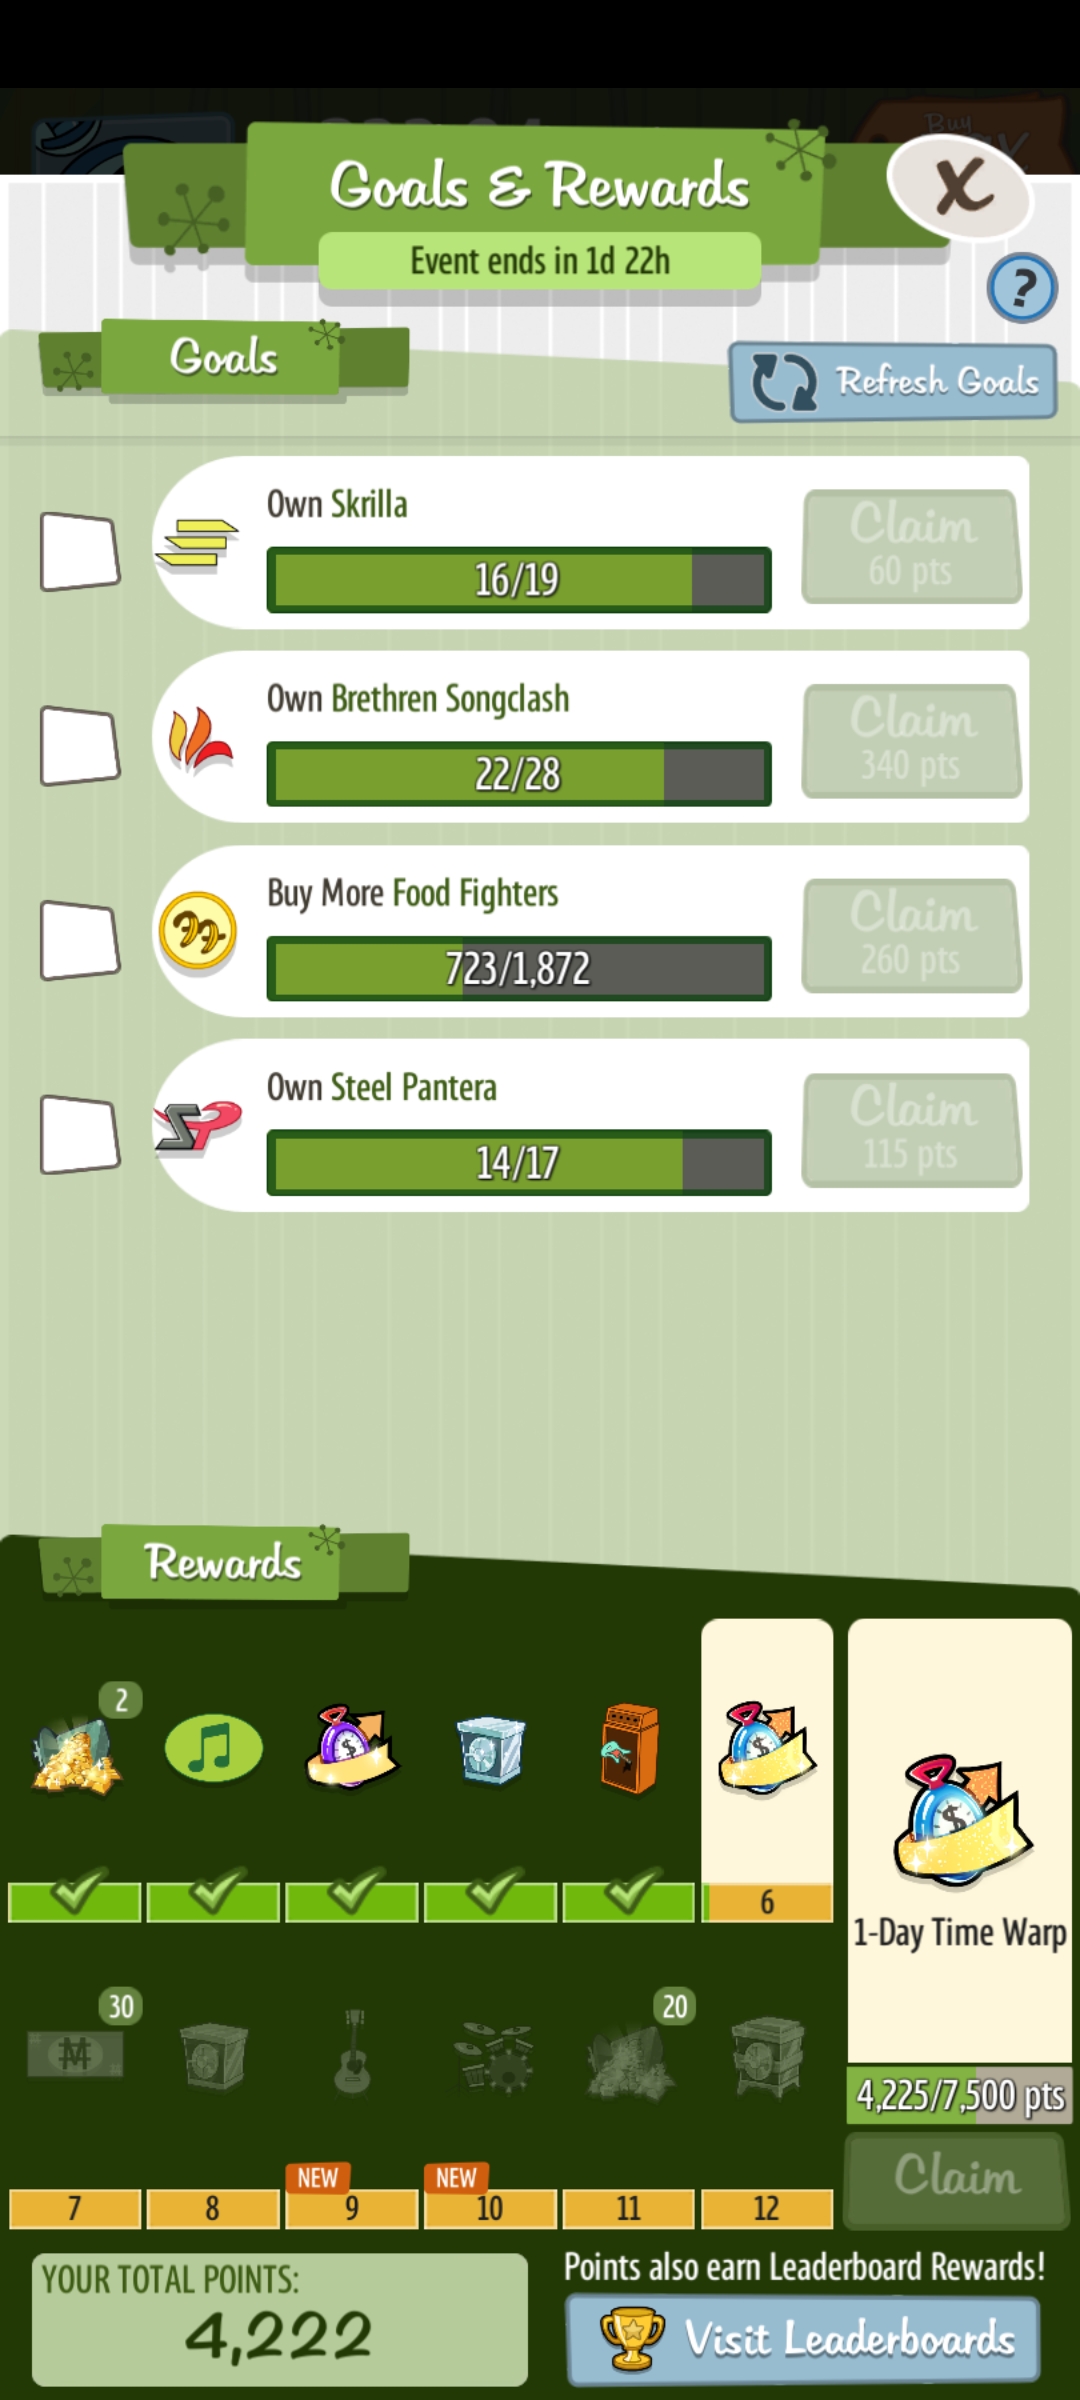 Buy
Goals & Rewards
X
Event ends in 1d 22h
?
Goals
Refresh Goals
Own Skrilla
16/19
Claim
60 pts
Own Brethren Songclash
22/28
Claim
340 pts
Buy More Food Fighters
723/1,872
Claim
260 pts
Own Steel Pantera
14/17
Claim
115 pts
Rewards
2
6
1-Day Time Warp
30
20
4,225/7,500 pts
Claim
NEW
NEW
7
8
9
10
11
12
YOUR TOTAL POINTS:
4,222
Points also earn Leaderboard Rewards!
Visit Leaderboards